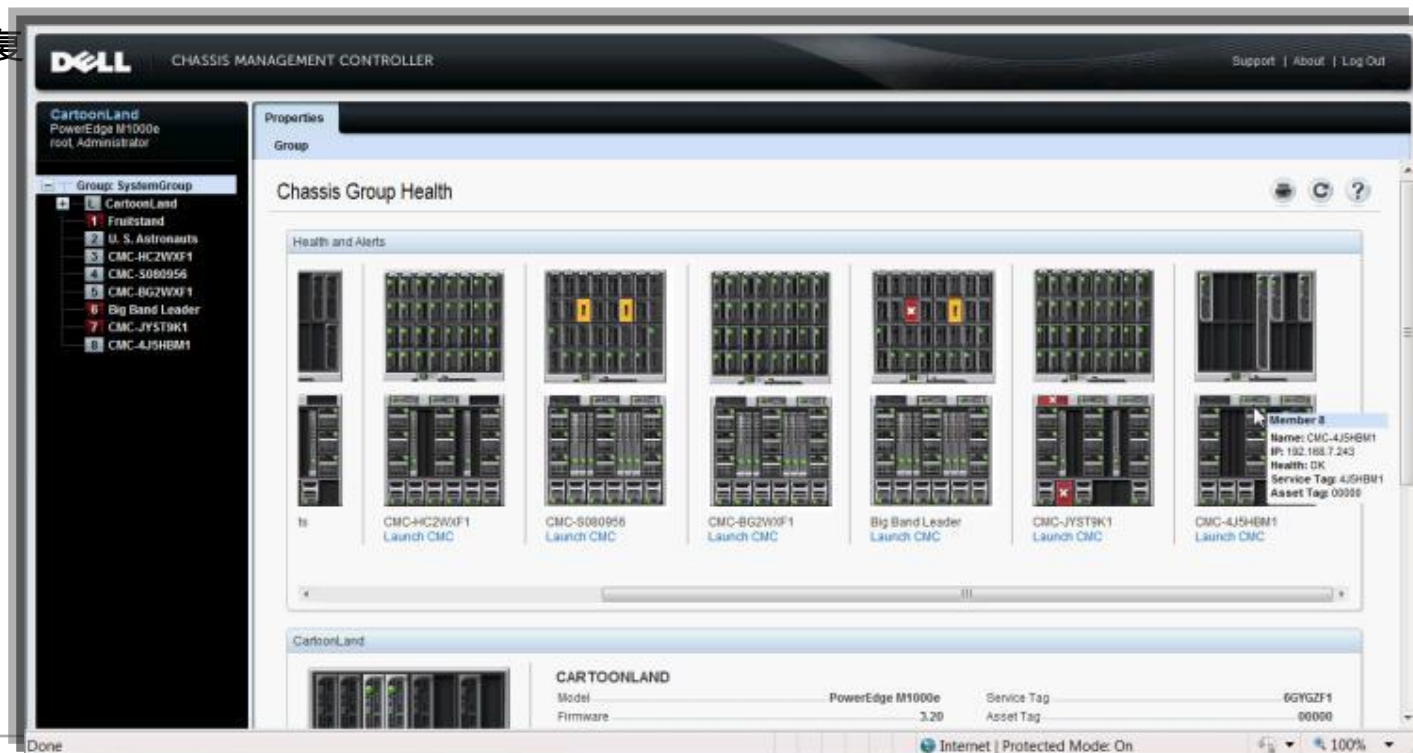 复
DELL CHASSIS MANAGEMENT CONTROLLER
Support | About | Log Out
CartoonLand
PowerEdge M1000e
root, Administrator
Properties
Group
Group: SystemGroup
L CartoonLand
1 Fruitstand
2 U. S. Astronauts
3 CMC-HC2WXF1
4 CMC-S080956
5 CMC-BG2WXF1
6 Big Band Leader
7 CMC-JYST9K1
8 CMC-4J5HBM1
Chassis Group Health
Health and Alerts
ts
CMC-HC2WXF1
Launch CMC
CMC-S080956
Launch CMC
CMC-BG2WXF1
Launch CMC
Big Band Leader
Launch CMC
CMC-JYST9K1
Launch CMC
CMC-4J5HBM1
Launch CMC
Member 8
Name: CMC-4J5HBM1
IP: 192.168.7.243
Health: OK
Service Tag: 4J5HBM1
Asset Tag: 00000
CartoonLand
CARTOONLAND
Model PowerEdge M1000e
Firmware 3.20
Service Tag 6GYGZF1
Asset Tag 00000
Done
Internet | Protected Mode: On
100%